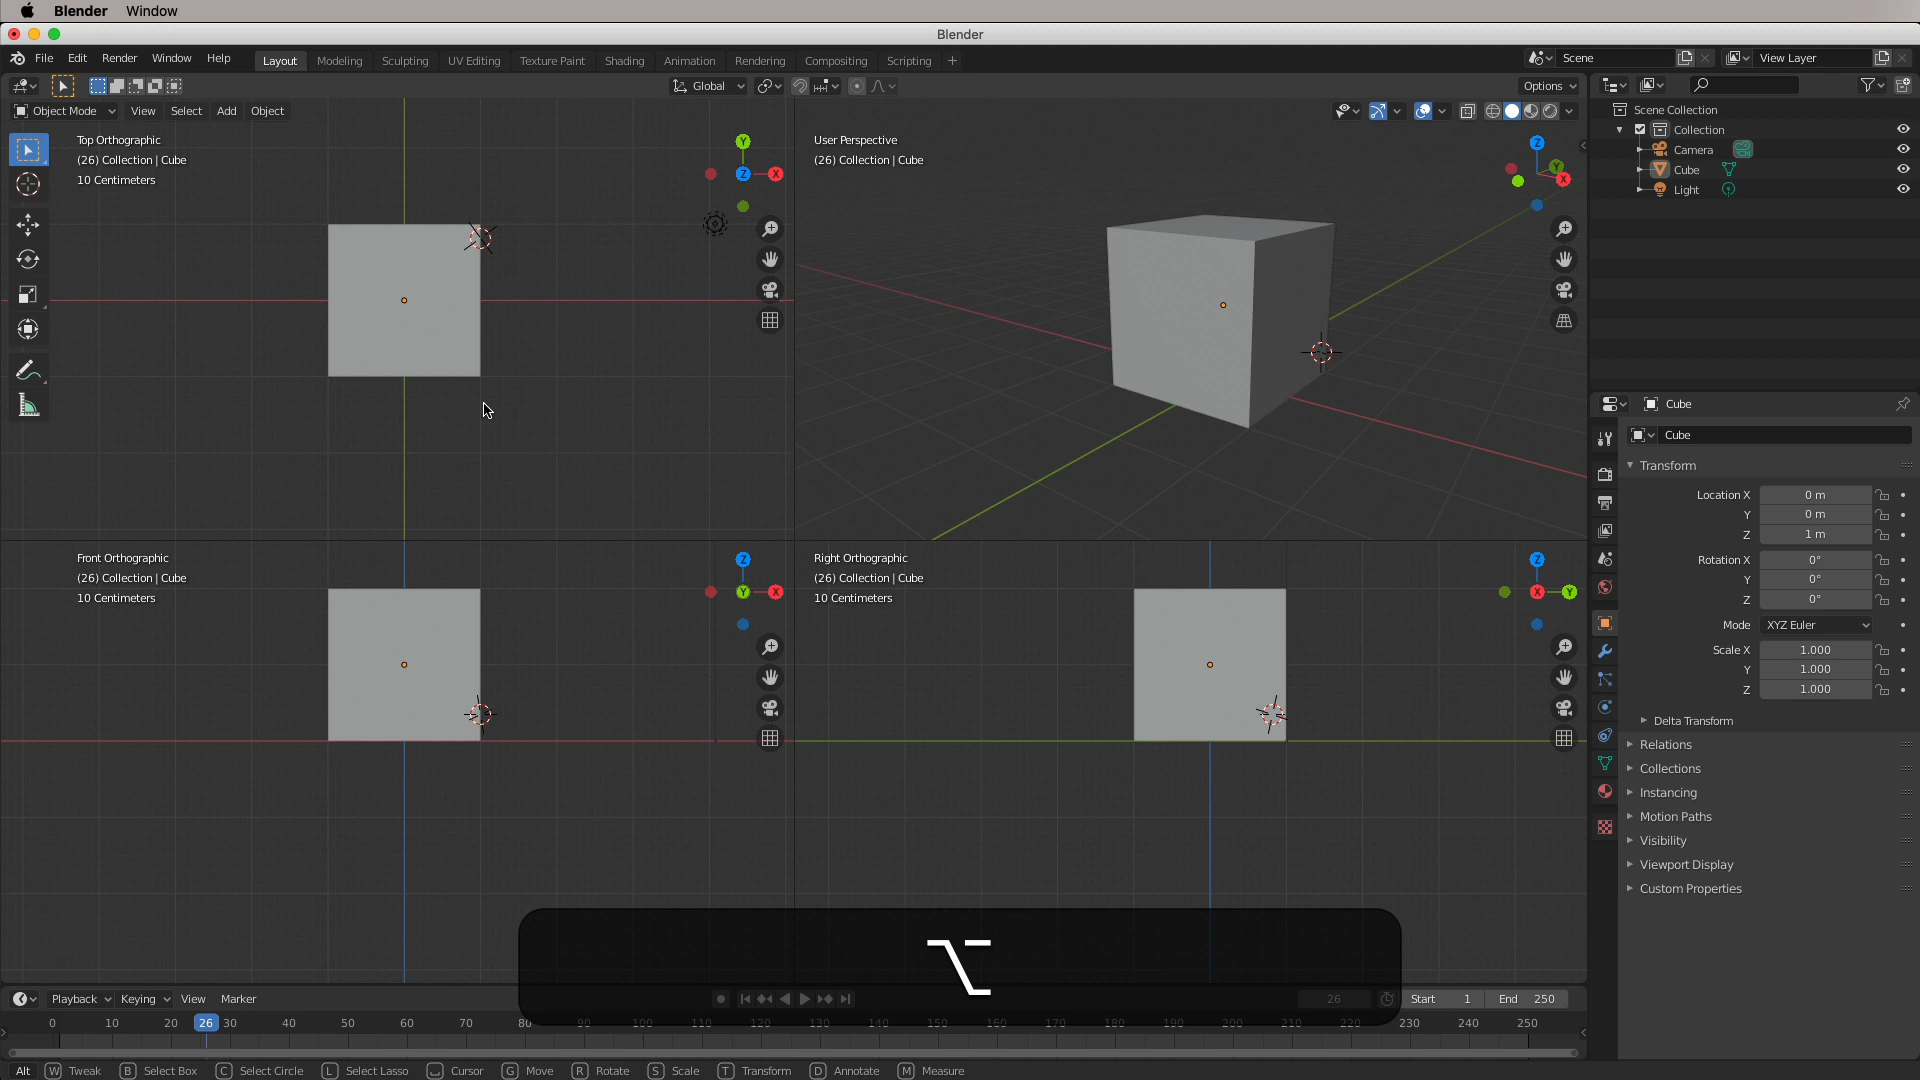 Blender Window
Blender
File Edit Render Window Help Layout Modeling Sculpting UV Editing Texture Paint Shading Animation Rendering Compositing Scripting + Scene View Layer
Global Options
Object Mode View Select Add Object
Top Orthographic
(26) Collection | Cube
10 Centimeters
Y
Z X
User Perspective
(26) Collection | Cube
Z
Y
X
Front Orthographic
(26) Collection | Cube
10 Centimeters
Z
Y X
Right Orthographic
(26) Collection | Cube
10 Centimeters
Z
X Y
Scene Collection
Collection
Camera
Cube
Light
Cube
Cube
Transform
Location X 0 m
Y 0 m
Z 1 m
Rotation X 0°
Y 0°
Z 0°
Mode XYZ Euler
Scale X 1.000
Y 1.000
Z 1.000
Delta Transform
Relations
Collections
Instancing
Motion Paths
Visibility
Viewport Display
Custom Properties
⌥
Playback Keying View Marker 26 Start 1 End 250
0 10 20 26 30 40 50 60 70 80 90 100 110 120 130 140 150 160 170 180 190 200 210 220 230 240 250
Alt W Tweak B Select Box C Select Circle L Select Lasso Cursor G Move R Rotate S Scale T Transform D Annotate M Measure